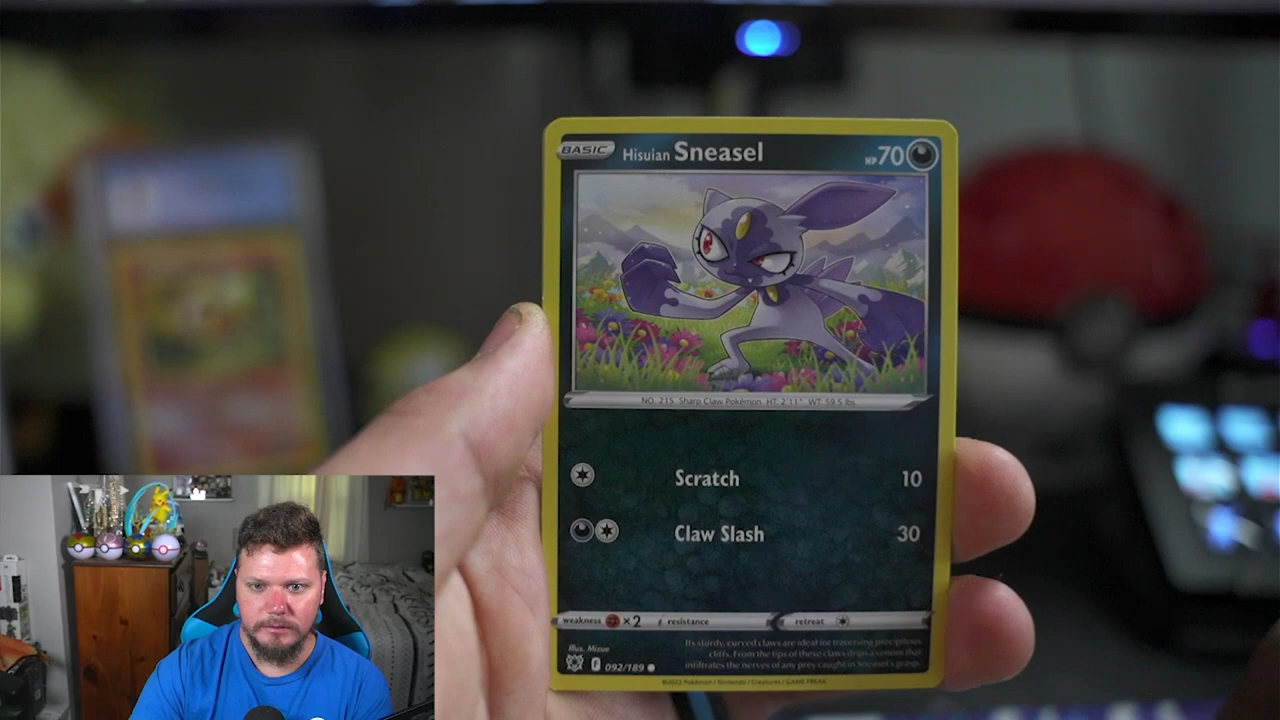 BASIC Hisuian Sneasel HP 70
NO. 215 Sharp Claw Pokémon HT: 2'11" WT: 59.5 lbs.
Scratch 10
Claw Slash 30
weakness ×2 resistance retreat
Its sturdy, curved claws are ideal for traversing precipitous
cliffs. From the tips of these claws drips a venom that
infiltrates the nerves of any prey caught in Sneasel's grasp.
Illus. Mizue
092/189
©2022 Pokémon / Nintendo / Creatures / GAME FREAK